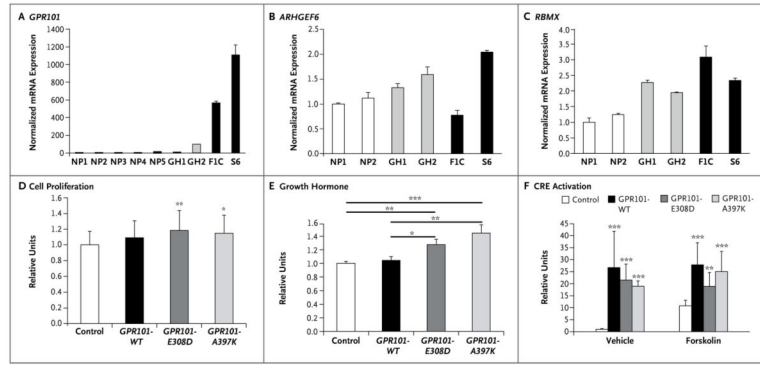 A GPR101
Normalized mRNA Expression
1400
1200
1000
800
600
400
200
0
NP1 NP2 NP3 NP4 NP5 GH1 GH2 F1C S6
B ARHGEF6
Normalized mRNA Expression
2.5
2.0
1.5
1.0
0.5
0.0
NP1 NP2 GH1 GH2 F1C S6
C RBMX
Normalized mRNA Expression
4.0
3.5
3.0
2.5
2.0
1.5
1.0
0.5
0.0
NP1 NP2 GH1 GH2 F1C S6
D Cell Proliferation
Relative Units
1.6
1.4
1.2
1.0
0.8
0.6
0.4
0.2
0.0
** *
Control GPR101- GPR101- GPR101-
WT E308D A397K
E Growth Hormone
Relative Units
1.6
1.4
1.2
1.0
0.8
0.6
0.4
0.2
0.0
***
**
**
*
Control GPR101- GPR101- GPR101-
WT E308D A397K
F CRE Activation
Control GPR101- GPR101- GPR101-
WT E308D A397K
Relative Units
45
40
35
30
25
20
15
10
5
0
*** *** *** *** ** ***
Vehicle Forskolin